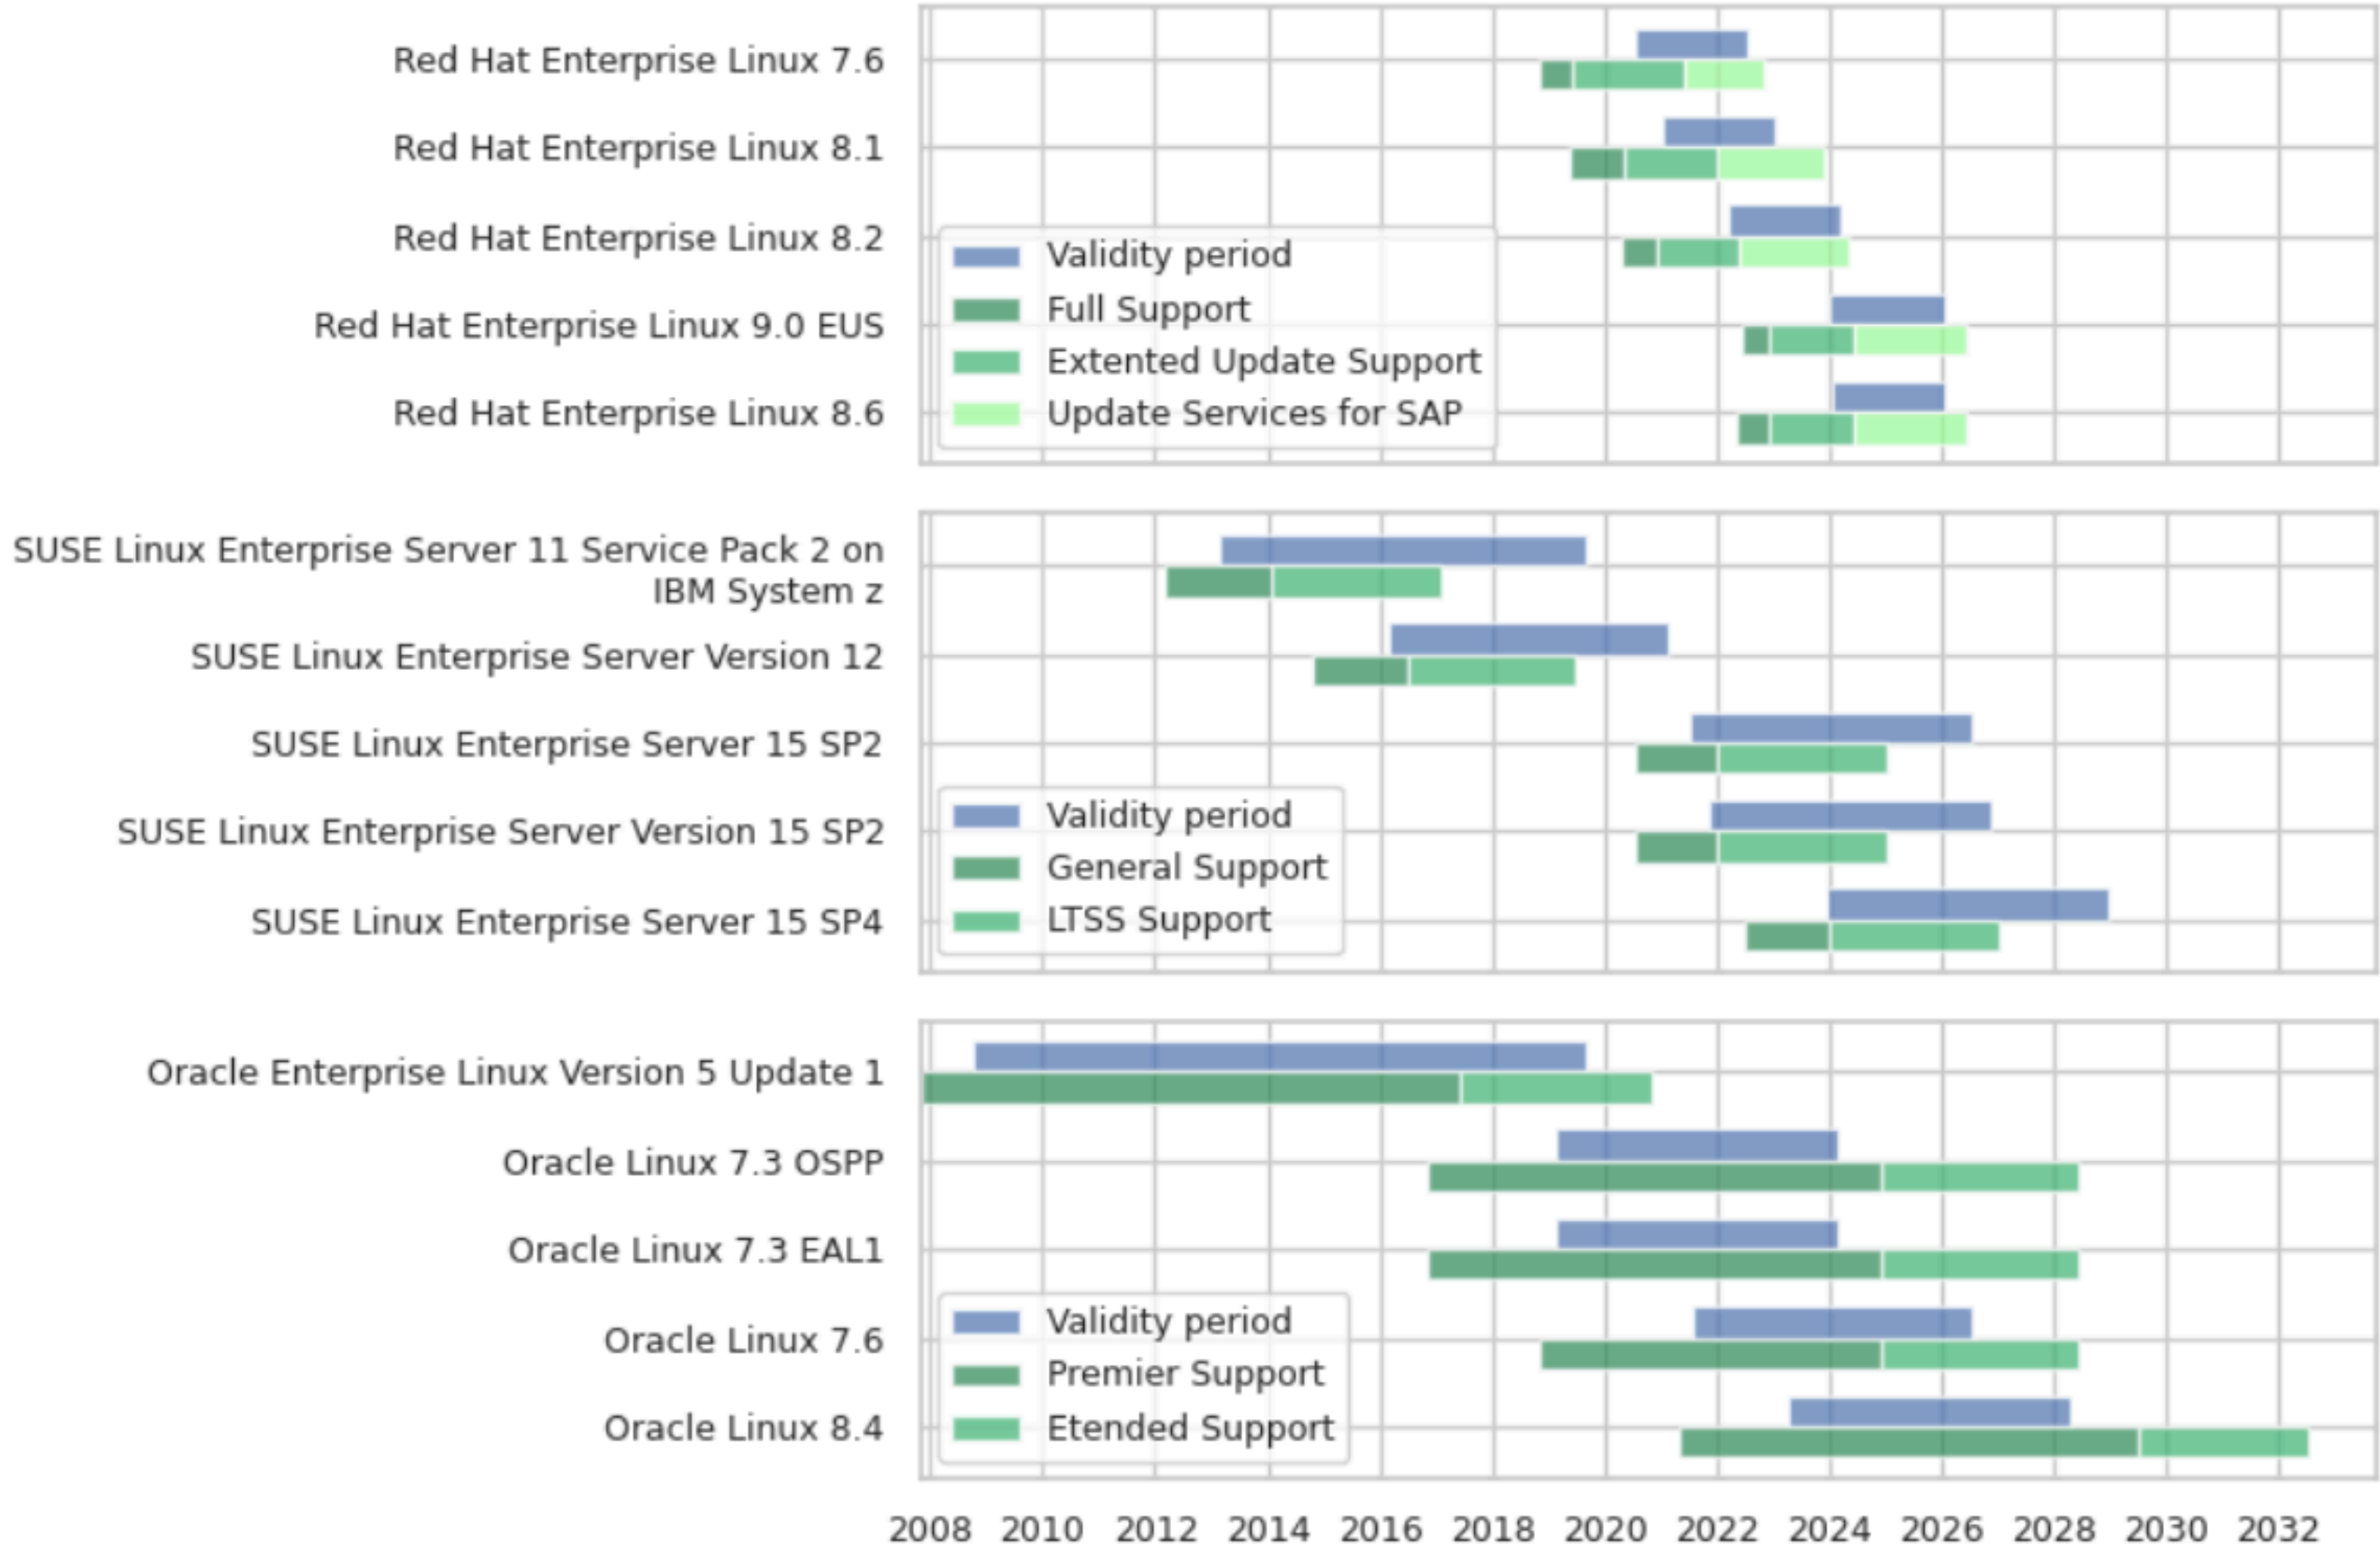 Red Hat Enterprise Linux 7.6
Red Hat Enterprise Linux 8.1
Red Hat Enterprise Linux 8.2
Red Hat Enterprise Linux 9.0 EUS
Red Hat Enterprise Linux 8.6
Validity period
Full Support
Extented Update Support
Update Services for SAP
SUSE Linux Enterprise Server 11 Service Pack 2 on
IBM System z
SUSE Linux Enterprise Server Version 12
SUSE Linux Enterprise Server 15 SP2
SUSE Linux Enterprise Server Version 15 SP2
SUSE Linux Enterprise Server 15 SP4
Validity period
General Support
LTSS Support
Oracle Enterprise Linux Version 5 Update 1
Oracle Linux 7.3 OSPP
Oracle Linux 7.3 EAL1
Oracle Linux 7.6
Oracle Linux 8.4
Validity period
Premier Support
Etended Support
2008 2010 2012 2014 2016 2018 2020 2022 2024 2026 2028 2030 2032